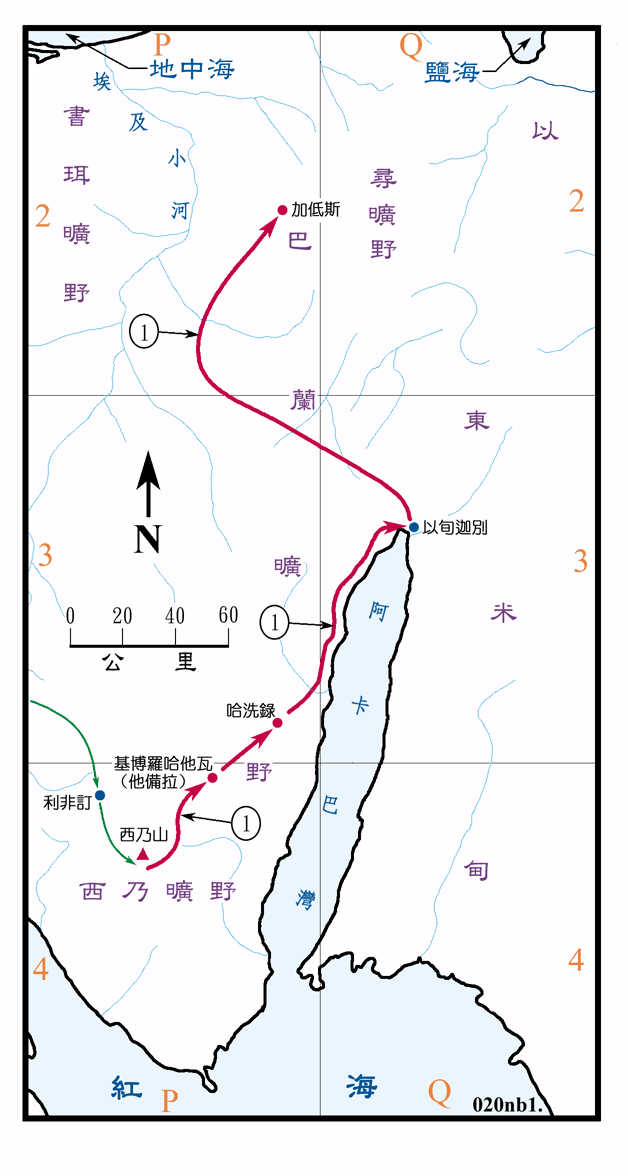 P
Q
地中海
鹽海
埃及小河
書珥曠野
以東
尋曠野
2
2
加低斯
巴蘭曠野
1
N
以旬迦別
3
3
0 20 40 60
公里
1
阿卡巴灣
米甸
哈洗錄
基博羅哈他瓦
(他備拉)
利非訂
1
西乃山
西乃曠野
4
4
紅海
P
Q
020nb1.